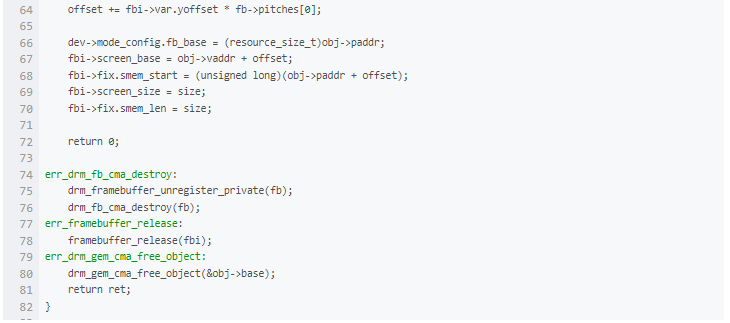 64 offset += fbi->var.yoffset * fb->pitches[0];
65
66 dev->mode_config.fb_base = (resource_size_t)obj->paddr;
67 fbi->screen_base = obj->vaddr + offset;
68 fbi->fix.smem_start = (unsigned long)(obj->paddr + offset);
69 fbi->screen_size = size;
70 fbi->fix.smem_len = size;
71
72 return 0;
73
74 err_drm_fb_cma_destroy:
75 drm_framebuffer_unregister_private(fb);
76 drm_fb_cma_destroy(fb);
77 err_framebuffer_release:
78 framebuffer_release(fbi);
79 err_drm_gem_cma_free_object:
80 drm_gem_cma_free_object(&obj->base);
81 return ret;
82 }